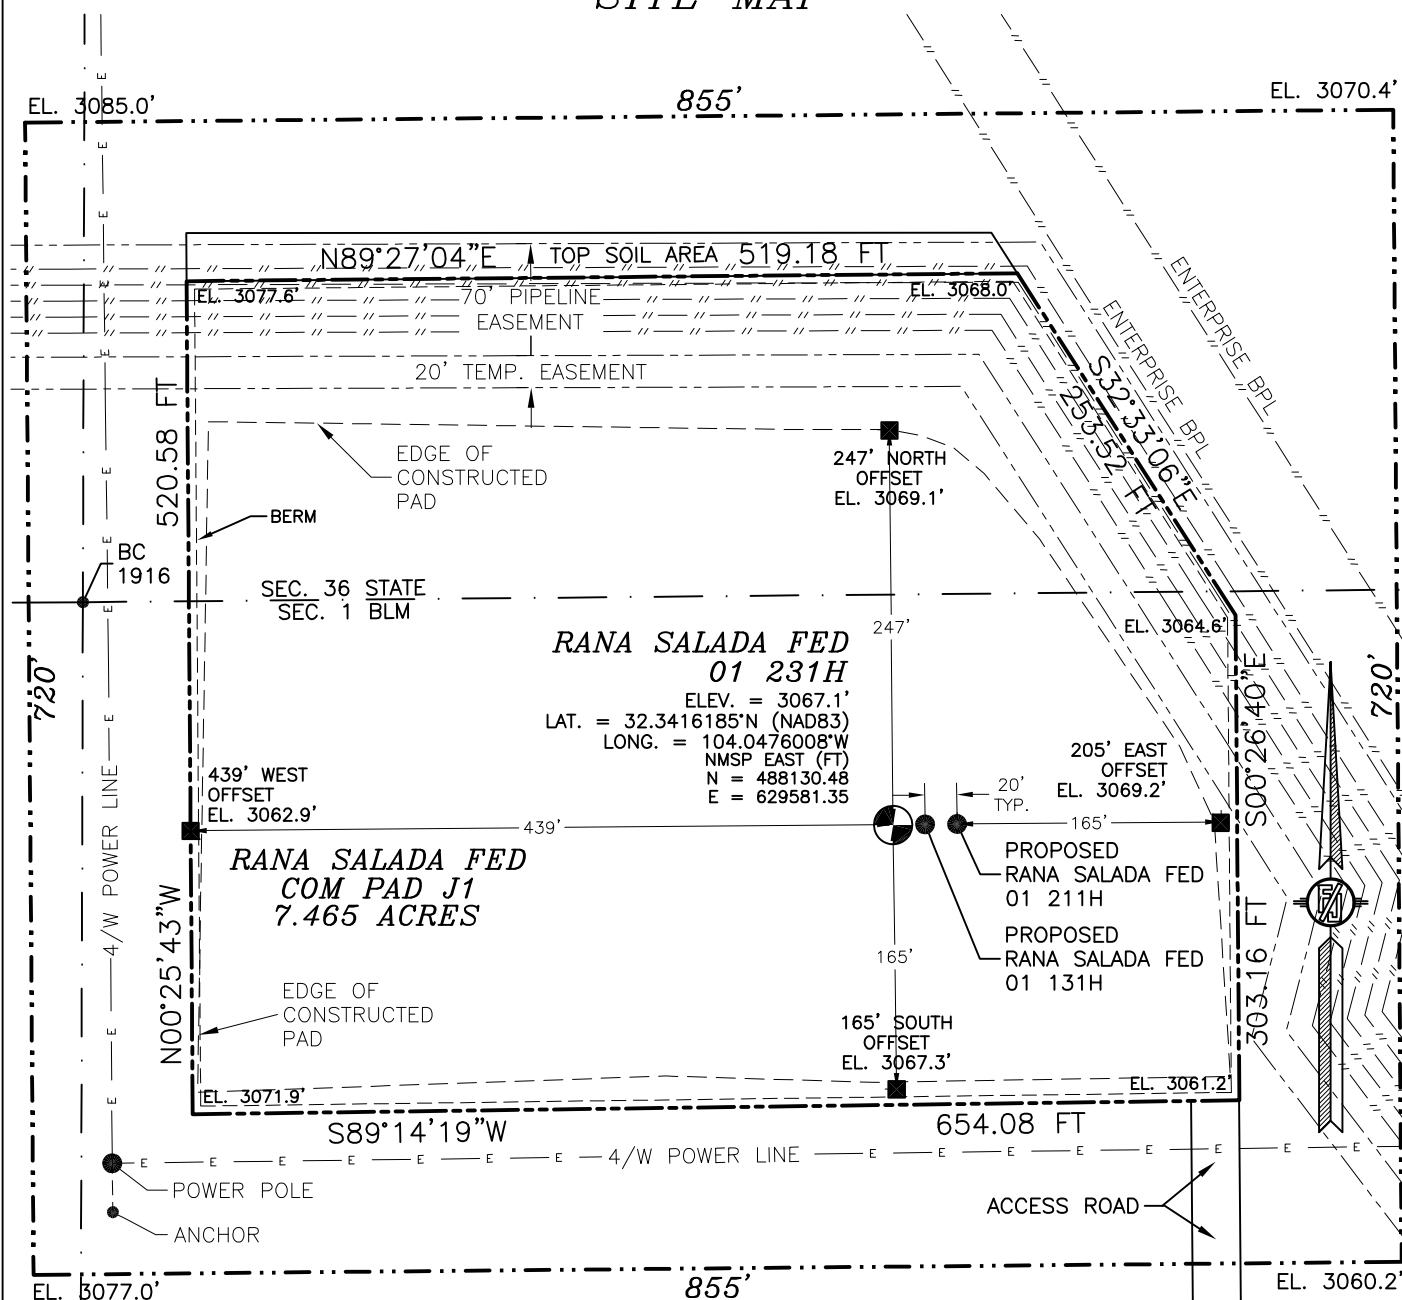 SITE MAP
EL. 3085.0'
855'
EL. 3070.4'
N89°27'04"E
TOP SOIL AREA
519.18 FT
EL. 3077.6'
70' PIPELINE
EASEMENT
EL. 3068.0'
20' TEMP. EASEMENT
ENTERPRISE BPL
ENTERPRISE BPL
S32°33'06"E
253.52 FT
520.58 FT
EDGE OF
CONSTRUCTED
PAD
247' NORTH
OFFSET
EL. 3069.1'
BERM
BC
1916
SEC. 36 STATE
SEC. 1 BLM
247'
EL. 3064.6'
RANA SALADA FED
01 231H
ELEV. = 3067.1'
LAT. = 32.3416185°N (NAD83)
LONG. = 104.0476008°W
NMSP EAST (FT)
N = 488130.48
E = 629581.35
720'
720'
S00°26'40"E
303.16 FT
439' WEST
OFFSET
EL. 3062.9'
205' EAST
OFFSET
EL. 3069.2'
20'
TYP.
439'
165'
RANA SALADA FED
COM PAD J1
7.465 ACRES
PROPOSED
RANA SALADA FED
01 211H
PROPOSED
RANA SALADA FED
01 131H
4/W POWER LINE
N00°25'43"W
165'
EDGE OF
CONSTRUCTED
PAD
165' SOUTH
OFFSET
EL. 3067.3'
EL. 3071.9'
EL. 3061.2'
S89°14'19"W
654.08 FT
E E E E E E E 4/W POWER LINE E E E E E E
POWER POLE
ACCESS ROAD
ANCHOR
EL. 3077.0'
855'
EL. 3060.2'